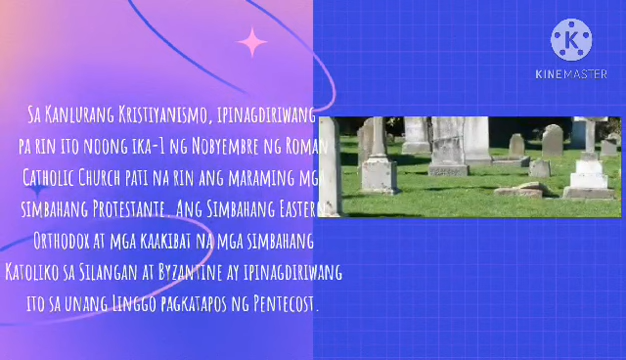 Sa Kanlurang Kristiyanismo, ipinagdiriwang
pa rin ito noong ika-1 ng Nobyembre ng Roman
Catholic Church pati na rin ang maraming mga
simbahang Protestante. Ang Simbahang Eastern
Orthodox at mga kaakibat na mga simbahang
Katoliko sa Silangan at Byzantine ay ipinagdiriwang
ito sa unang Linggo pagkatapos ng Pentecost.
K
KINEMASTER